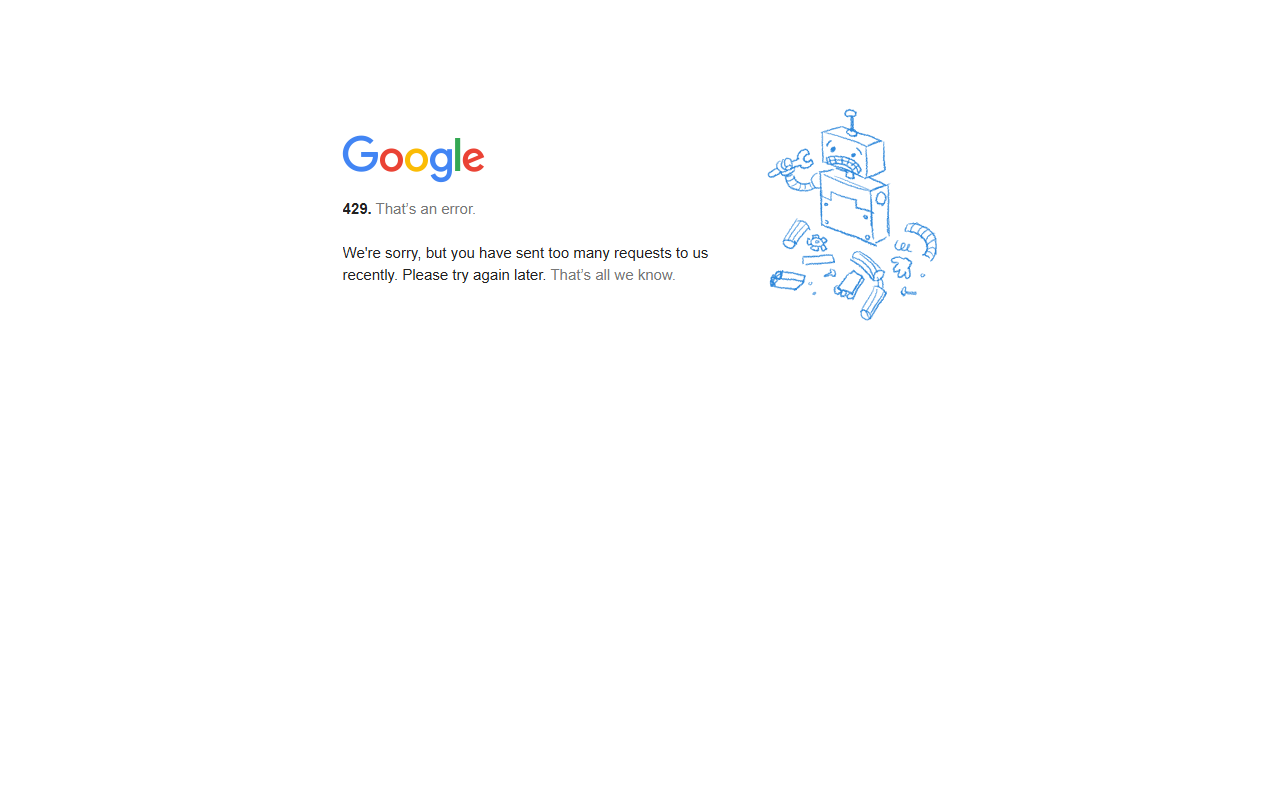 Google
429. That’s an error.
We're sorry, but you have sent too many requests to us
recently. Please try again later. That’s all we know.